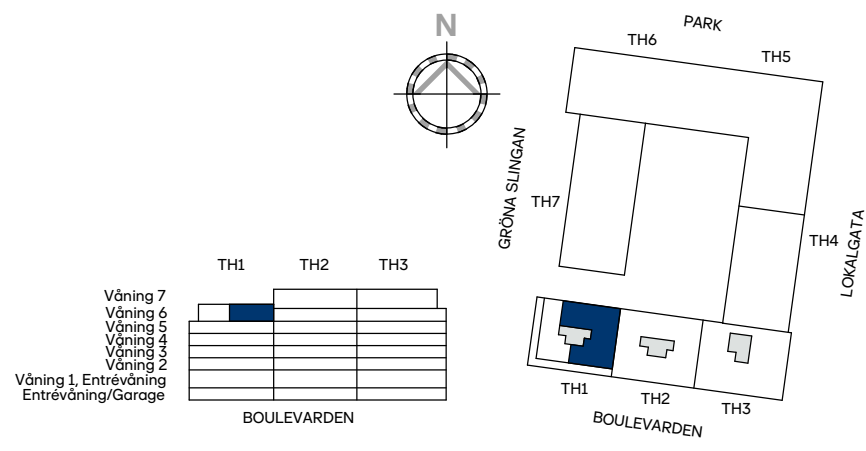 N
PARK
TH6
TH5
GRÖNA SLINGAN
TH7
TH4
LOKALGATA
TH1 TH2 TH3
Våning 7
Våning 6
Våning 5
Våning 4
Våning 3
Våning 2
Våning 1, Entrévåning
Entrévåning/Garage
BOULEVARDEN
TH1
TH2
TH3
BOULEVARDEN